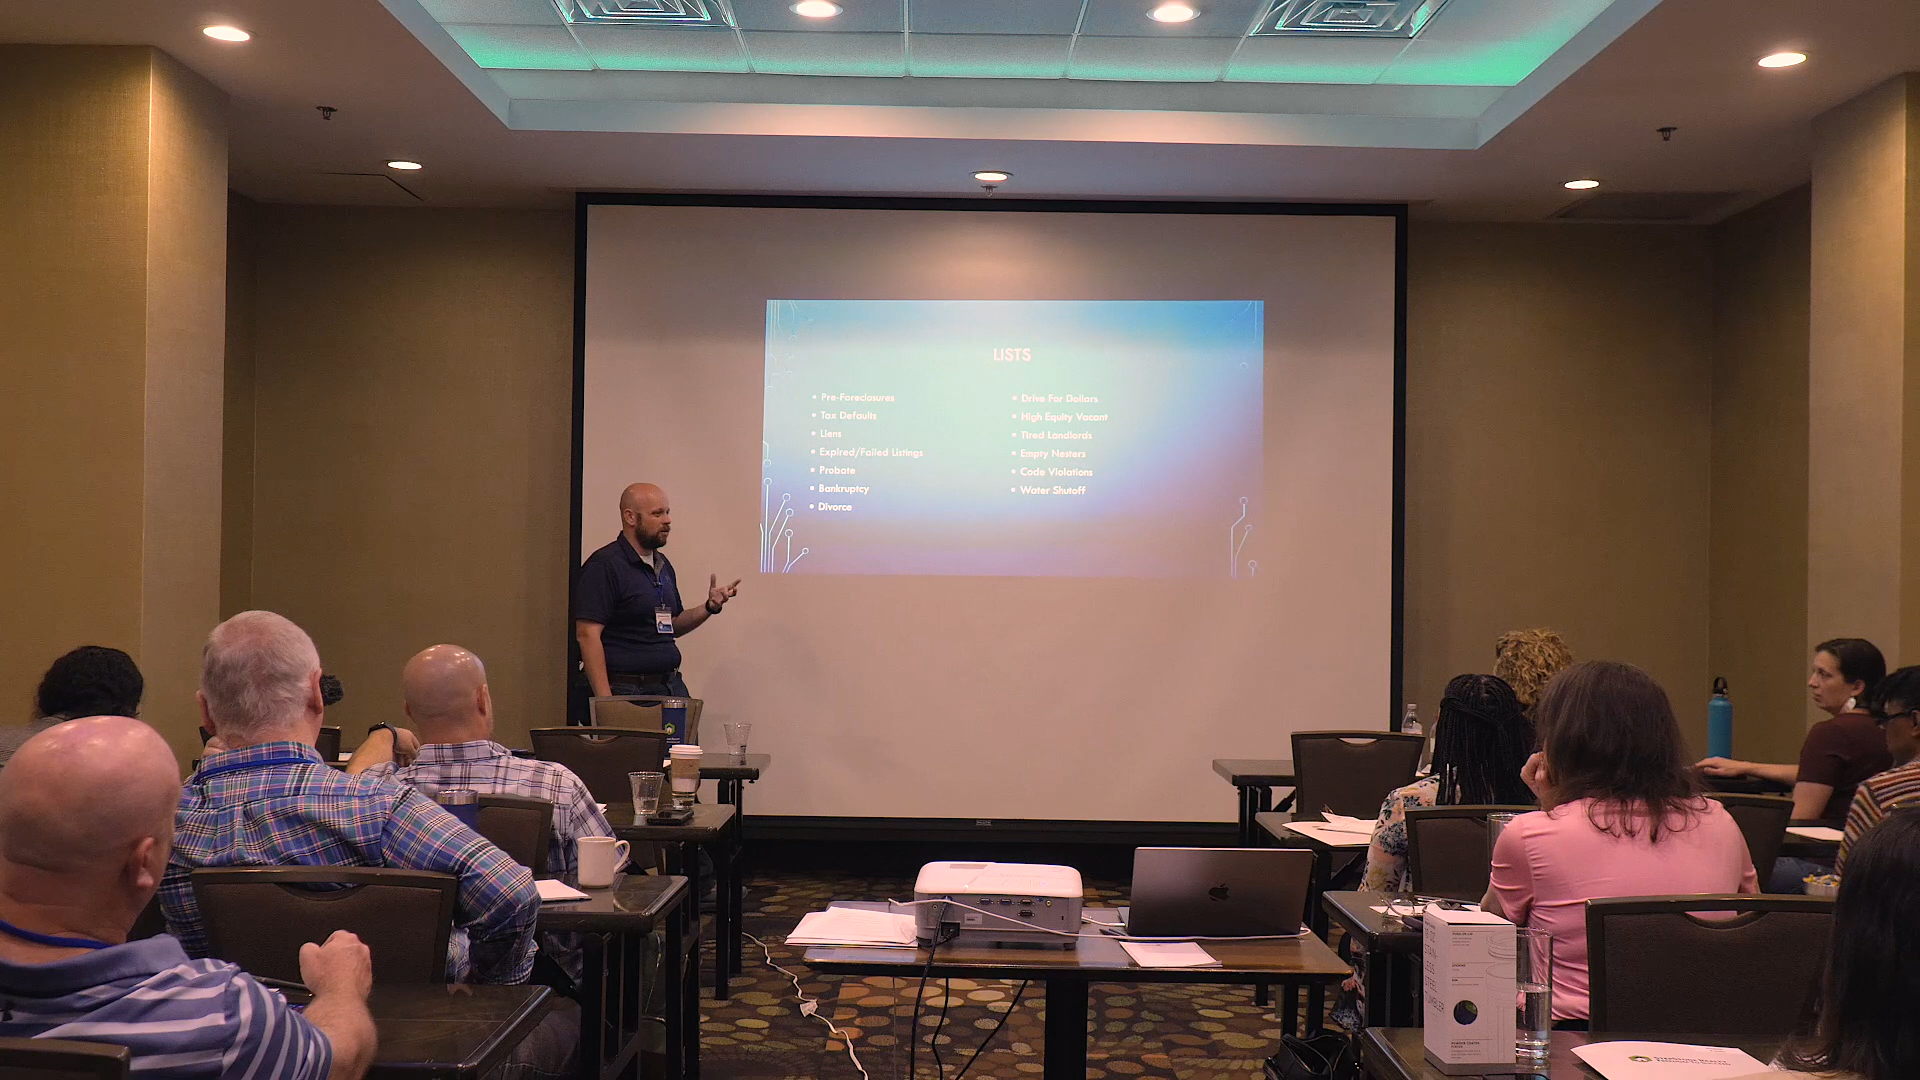 LISTS
• Pre-Foreclosures
• Tax Defaults
• Liens
• Expired/Failed Listings
• Probate
• Bankruptcy
• Divorce
• Drive For Dollars
• High Equity Vacant
• Tired Landlords
• Empty Nesters
• Code Violations
• Water Shutoff